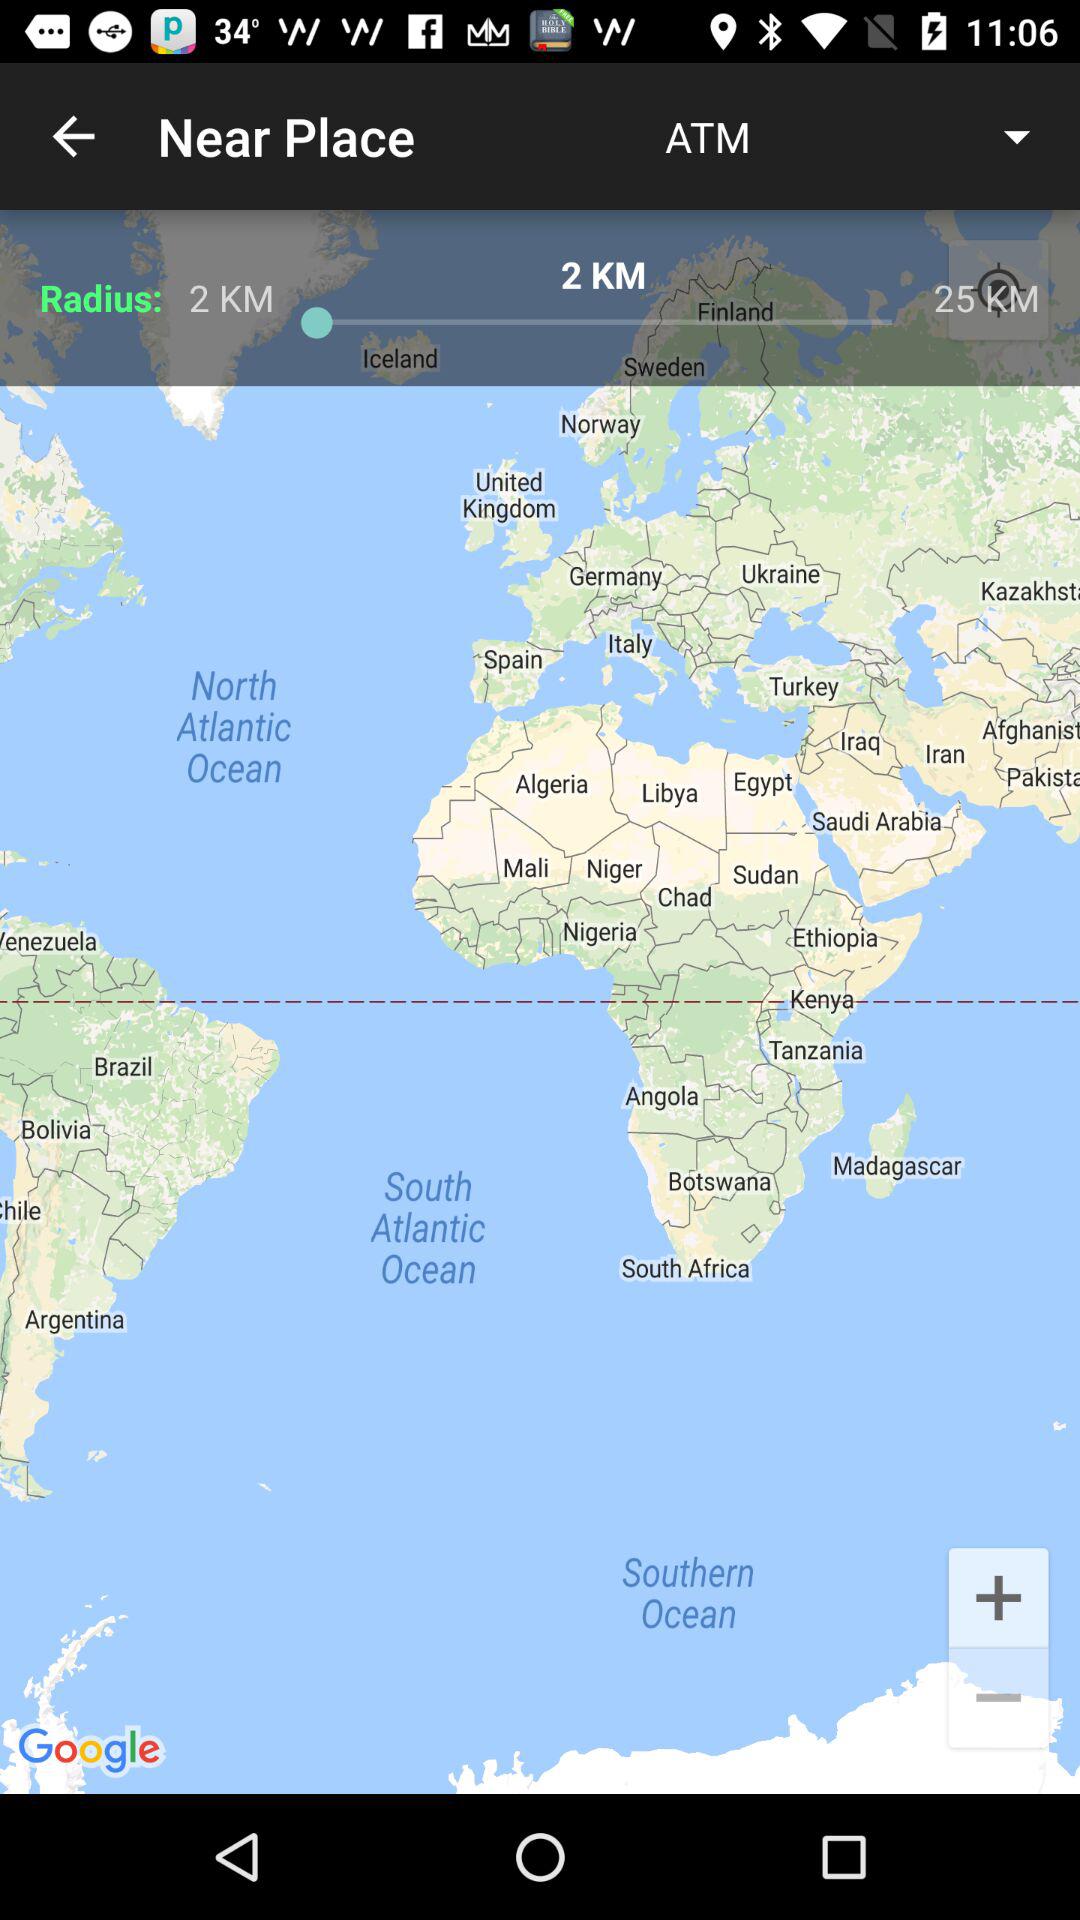 34° 11:06
HOLY BIBLE
FREE
Near Place ATM
2 KM
Radius: 2 KM 25 KM
Finland
Iceland
Sweden
Norway
United
Kingdom
Germany
Ukraine
Kazakhsta
Italy
Spain
Turkey
North
Atlantic
Ocean
Afghanist
Iraq
Iran
Pakista
Algeria
Libya
Egypt
Saudi Arabia
Mali
Niger
Sudan
Chad
Nigeria
Ethiopia
Venezuela
Kenya
Tanzania
Brazil
Angola
Bolivia
Madagascar
Botswana
South
Atlantic
Ocean
Chile
South Africa
Argentina
Southern
Ocean
Google